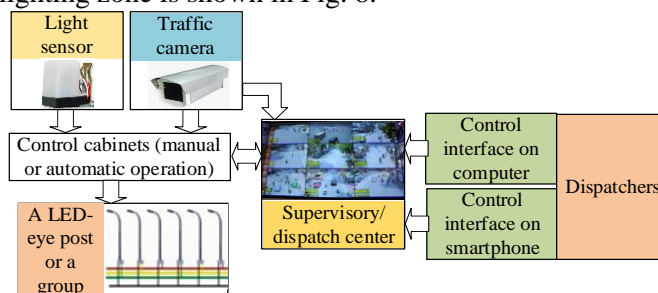 lighting zone is shown in Fig. 8.
Light
sensor
Traffic
camera
Control cabinets (manual
or automatic operation)
A LED-
eye post
or a
group
Supervisory/
dispatch center
Control
interface on
computer
Control
interface on
smartphone
Dispatchers